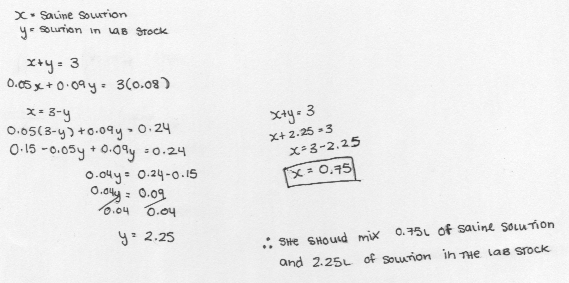 x = Saline Solution
y = Solution in Lab Stock
x+y = 3
0.05x + 0.09y = 3(0.08)
x = 3-y
0.05(3-y) + 0.09y = 0.24
0.15 - 0.05y + 0.09y = 0.24
0.04y = 0.24-0.15
0.04y = 0.09
0.04 0.04
y = 2.25
x+y = 3
x + 2.25 = 3
x = 3 - 2.25
x = 0.75
∴ She should mix 0.75L of saline solution
and 2.25L of solution in the lab stock